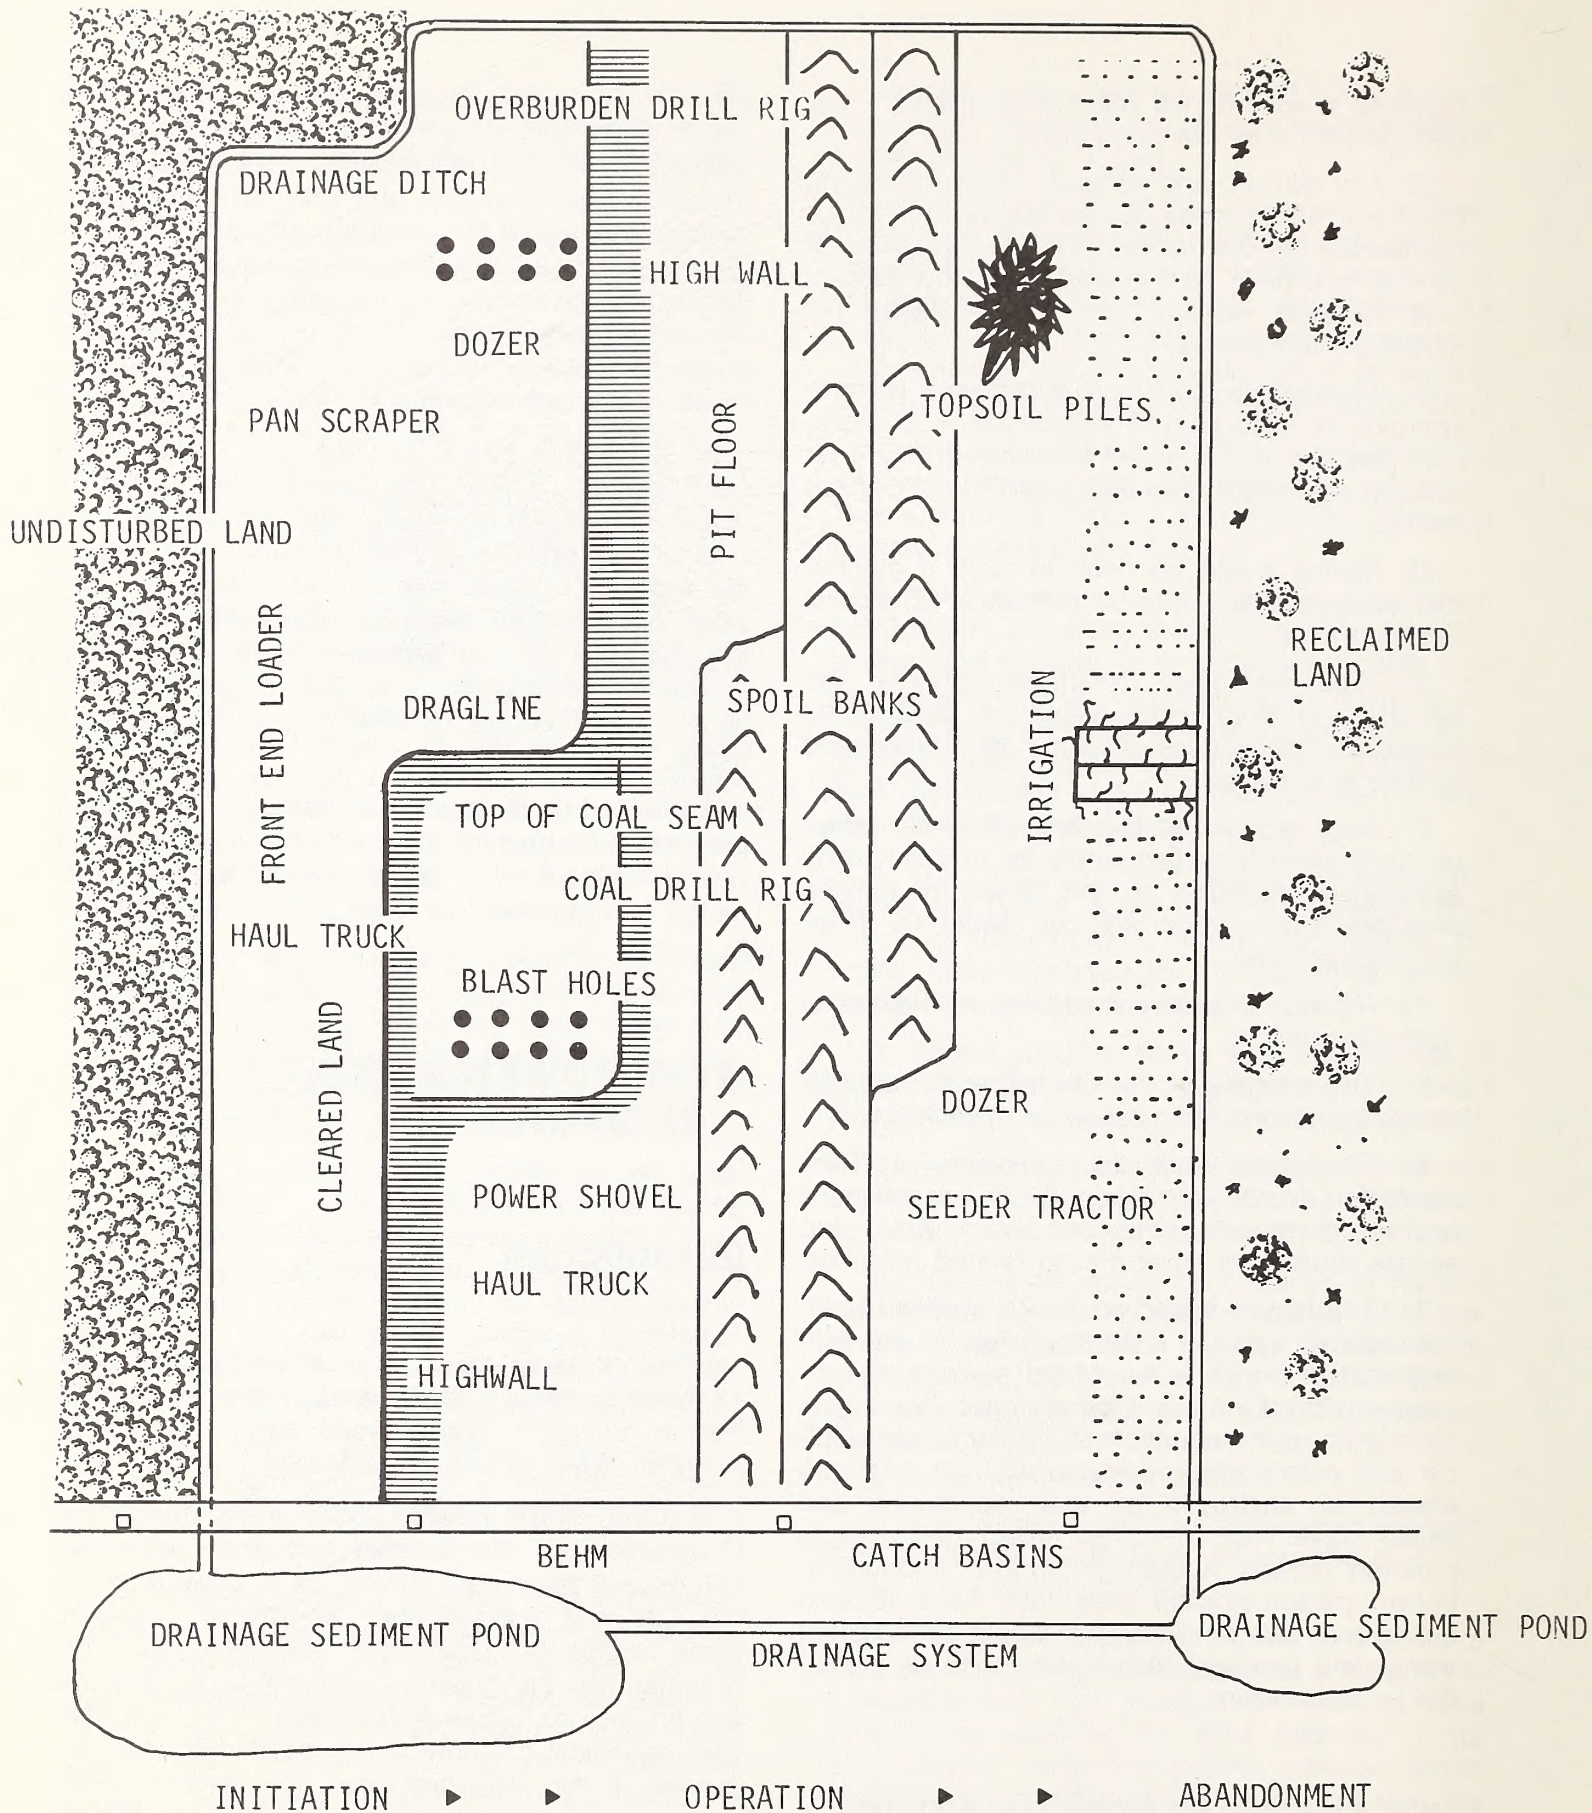 OVERBURDEN DRILL RIG
DRAINAGE DITCH
HIGH WALL
DOZER
PAN SCRAPER
TOPSOIL PILES
PIT FLOOR
UNDISTURBED LAND
FRONT END LOADER
RECLAIMED
LAND
DRAGLINE
SPOIL BANKS
IRRIGATION
TOP OF COAL SEAM
COAL DRILL RIG
HAUL TRUCK
BLAST HOLES
CLEARED LAND
DOZER
POWER SHOVEL
SEEDER TRACTOR
HAUL TRUCK
HIGHWALL
BEHM
CATCH BASINS
DRAINAGE SEDIMENT POND
DRAINAGE SEDIMENT POND
DRAINAGE SYSTEM
INITIATION ▸ ▸ OPERATION ▸ ▸ ABANDONMENT